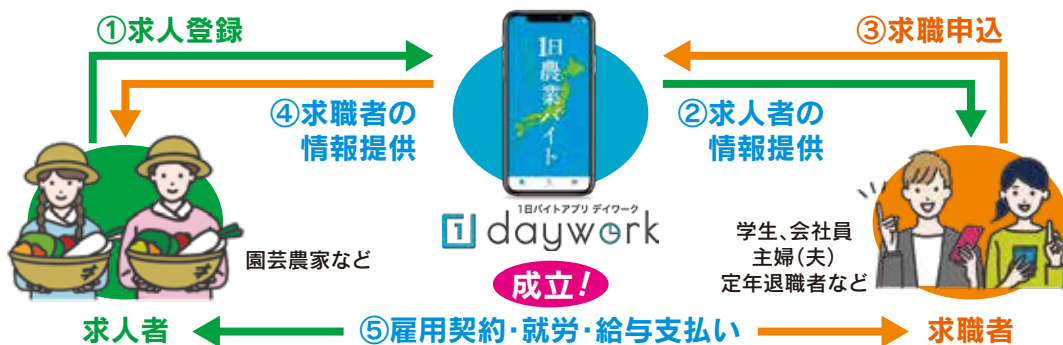 ①求人登録
③求職申込
1日農業バイト
④求職者の
情報提供
②求人者の
情報提供
1日バイトアプリ デイワーク
1 daywork
園芸農家など
学生、会社員
主婦(夫)
定年退職者など
成立!
求人者
⑤雇用契約・就労・給与支払い
求職者